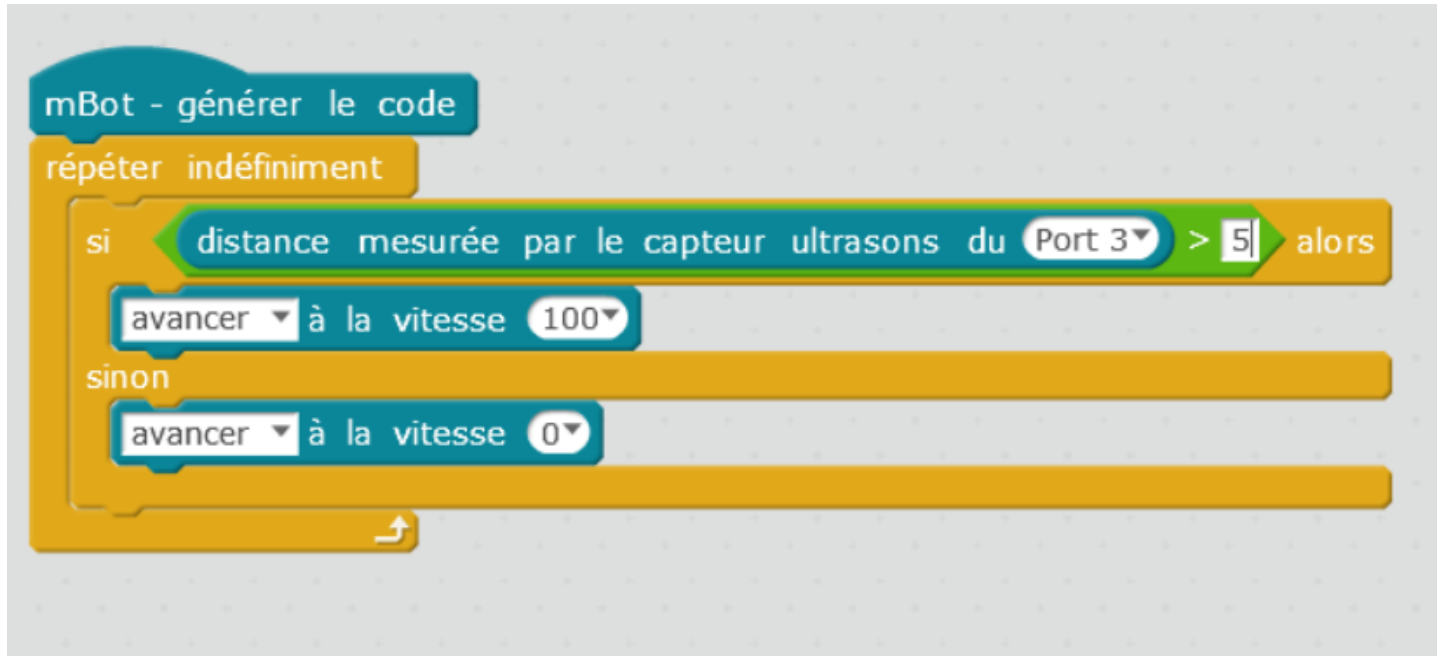 mBot - générer le code
répéter indéfiniment
si distance mesurée par le capteur ultrasons du Port 3 > 5 alors
avancer à la vitesse 100
sinon
avancer à la vitesse 0